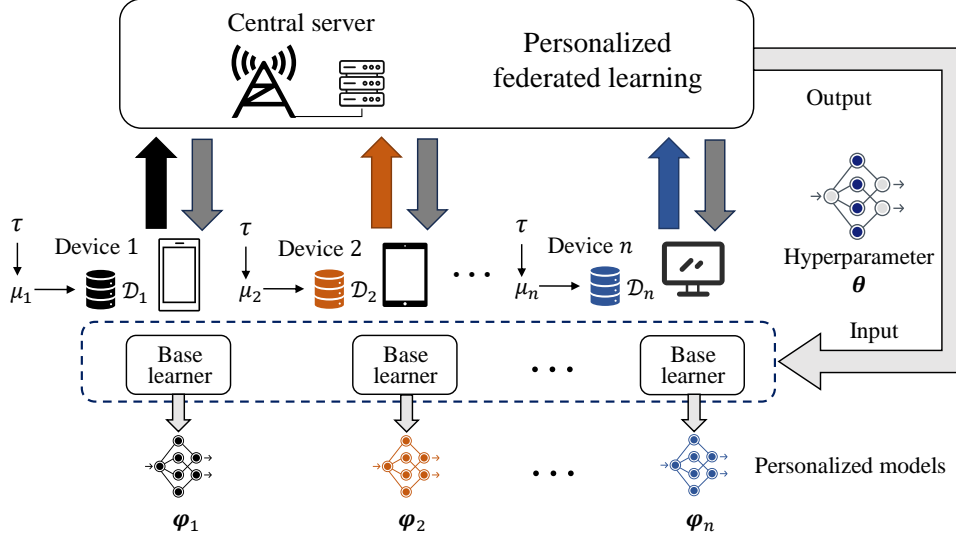 Central server
Personalized
federated learning
Output
τ
Device 1
μ₁
𝒟₁
τ
Device 2
μ₂
𝒟₂
. . .
τ
Device n
μₙ
𝒟ₙ
Hyperparameter
θ
Input
Base
learner
Base
learner
. . .
Base
learner
. . .
Personalized models
φ₁
φ₂
φₙ